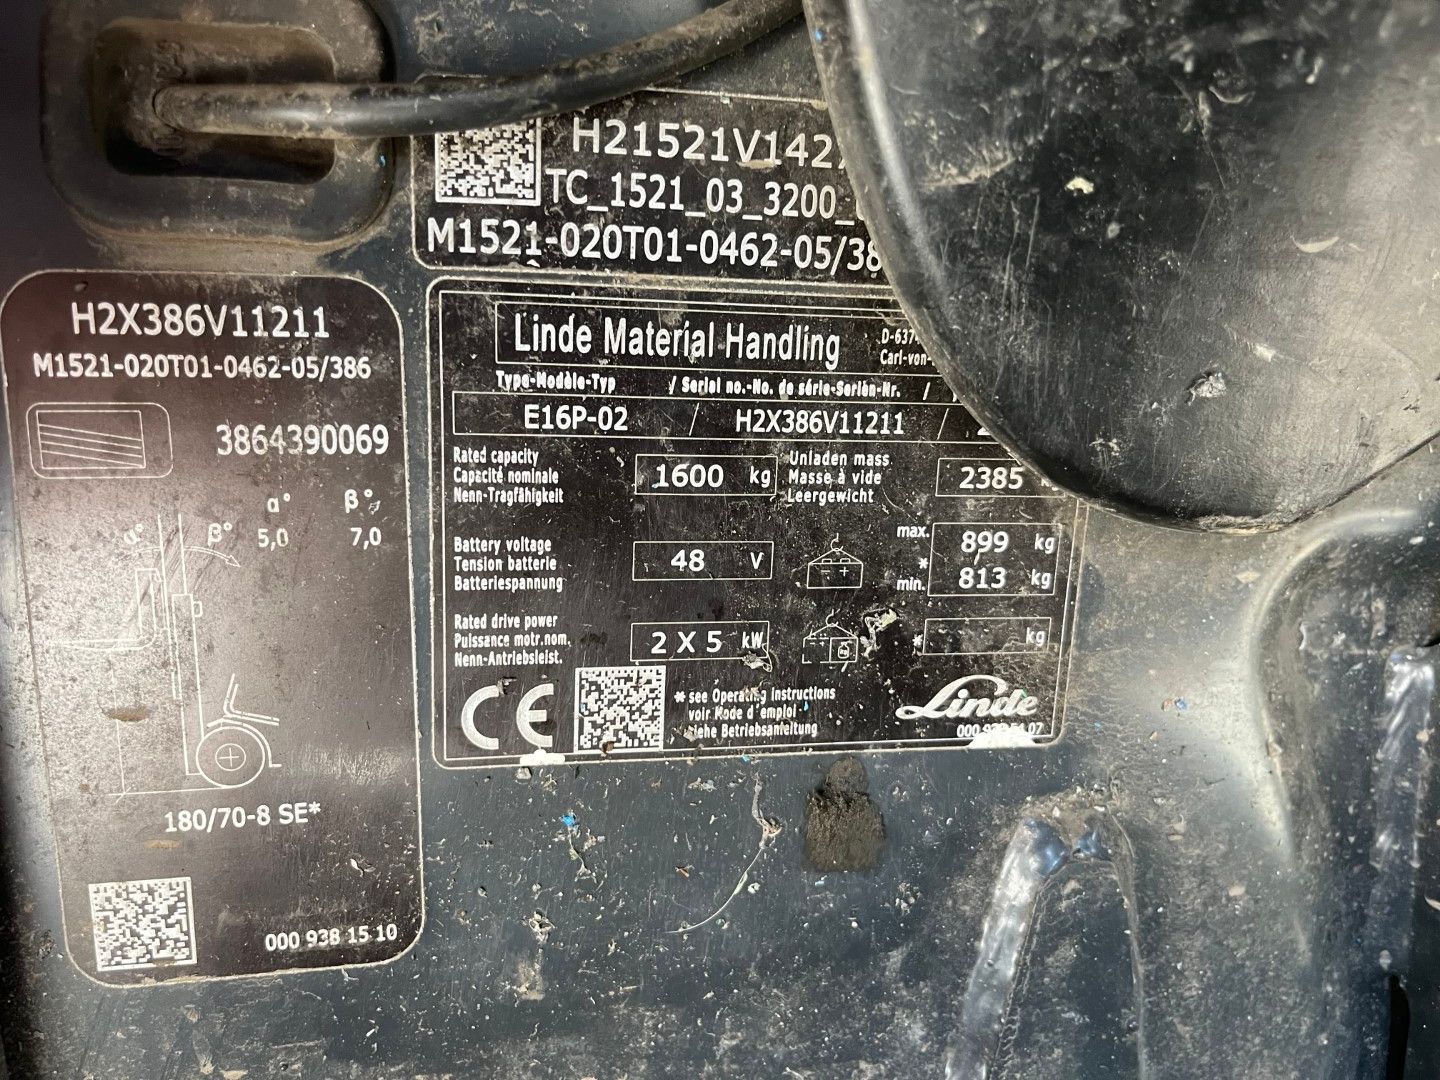 H21521V142
TC_1521_03_3200_
M1521-020T01-0462-05/38
H2X386V11211
M1521-020T01-0462-05/386
3864390069
α° β°
α° β° 5,0 7,0
180/70-8 SE*
000 938 15 10
Linde Material Handling
D-637
Carl-von-
Type-Modèle-Typ / Serial no.-No. de série-Serien-Nr. /
E16P-02 / H2X386V11211 /
Rated capacity
Capacité nominale
Nenn-Tragfähigkeit
1600 kg
Unladen mass
Masse à vide
Leergewicht
2385
Battery voltage
Tension batterie
Batteriespannung
48 V
max. 899 kg
*
min. 813 kg
Rated drive power
Puissance motr.nom.
Nenn-Antriebsleist.
2 X 5 kW
* kg
CE
* see Operating Instructions
voir Mode d'emploi
siehe Betriebsanleitung
Linde